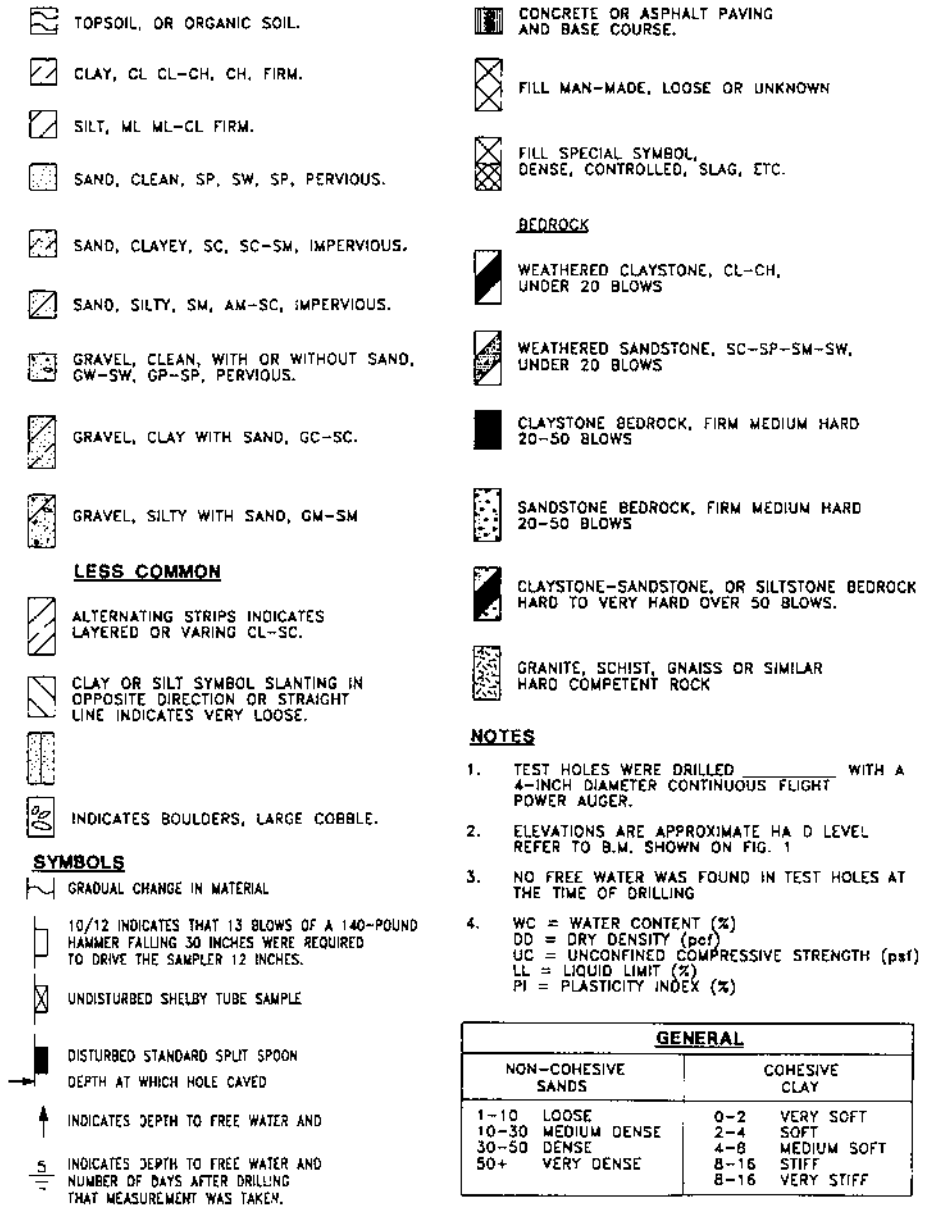 TOPSOIL, OR ORGANIC SOIL.
CLAY, CL CL-CH, CH, FIRM.
SILT, ML ML-CL FIRM.
SAND, CLEAN, SP, SW, SP, PERVIOUS.
SAND, CLAYEY, SC, SC-SM, IMPERVIOUS.
SAND, SILTY, SM, AM-SC, IMPERVIOUS.
GRAVEL, CLEAN, WITH OR WITHOUT SAND,
GW-SW, GP-SP, PERVIOUS.
GRAVEL, CLAY WITH SAND, GC-SC.
GRAVEL, SILTY WITH SAND, GM-SM
LESS COMMON
ALTERNATING STRIPS INDICATES
LAYERED OR VARING CL-SC.
CLAY OR SILT SYMBOL SLANTING IN
OPPOSITE DIRECTION OR STRAIGHT
LINE INDICATES VERY LOOSE.
INDICATES BOULDERS, LARGE COBBLE.
SYMBOLS
GRADUAL CHANGE IN MATERIAL
10/12 INDICATES THAT 13 BLOWS OF A 140-POUND
HAMMER FALLING 30 INCHES WERE REQUIRED
TO DRIVE THE SAMPLER 12 INCHES.
UNDISTURBED SHELBY TUBE SAMPLE
DISTURBED STANDARD SPLIT SPOON
DEPTH AT WHICH HOLE CAVED
INDICATES DEPTH TO FREE WATER AND
5 INDICATES DEPTH TO FREE WATER AND
NUMBER OF DAYS AFTER DRILLING
THAT MEASUREMENT WAS TAKEN.
CONCRETE OR ASPHALT PAVING
AND BASE COURSE.
FILL MAN-MADE, LOOSE OR UNKNOWN
FILL SPECIAL SYMBOL,
DENSE, CONTROLLED, SLAG, ETC.
BEDROCK
WEATHERED CLAYSTONE, CL-CH,
UNDER 20 BLOWS
WEATHERED SANDSTONE, SC-SP-SM-SW,
UNDER 20 BLOWS
CLAYSTONE BEDROCK, FIRM MEDIUM HARD
20-50 BLOWS
SANDSTONE BEDROCK, FIRM MEDIUM HARD
20-50 BLOWS
CLAYSTONE-SANDSTONE, OR SILTSTONE BEDROCK
HARD TO VERY HARD OVER 50 BLOWS.
GRANITE, SCHIST, GNAISS OR SIMILAR
HARD COMPETENT ROCK
NOTES
1. TEST HOLES WERE DRILLED __________ WITH A
4-INCH DIAMETER CONTINUOUS FLIGHT
POWER AUGER.
2. ELEVATIONS ARE APPROXIMATE HA D LEVEL
REFER TO B.M. SHOWN ON FIG. 1
3. NO FREE WATER WAS FOUND IN TEST HOLES AT
THE TIME OF DRILLING
4. WC = WATER CONTENT (%)
DD = DRY DENSITY (pcf)
UC = UNCONFINED COMPRESSIVE STRENGTH (psf)
LL = LIQUID LIMIT (%)
PI = PLASTICITY INDEX (%)
GENERAL
NON-COHESIVE
SANDS
1-10 LOOSE
10-30 MEDIUM DENSE
30-50 DENSE
50+ VERY DENSE
COHESIVE
CLAY
0-2 VERY SOFT
2-4 SOFT
4-8 MEDIUM SOFT
8-16 STIFF
8-16 VERY STIFF